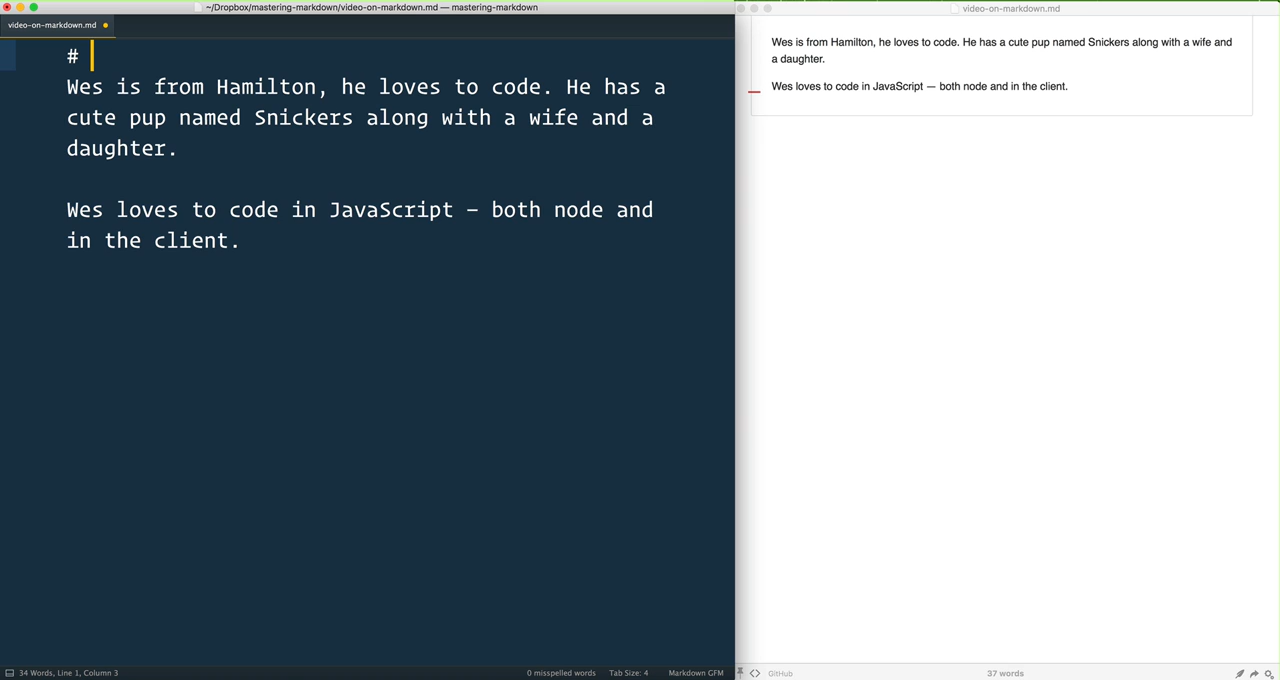 ~/Dropbox/mastering-markdown/video-on-markdown.md — mastering-markdown
video-on-markdown.md
#
Wes is from Hamilton, he loves to code. He has a
cute pup named Snickers along with a wife and a
daughter.
Wes loves to code in JavaScript — both node and
in the client.
34 Words, Line 1, Column 3
0 misspelled words
Tab Size: 4
Markdown GFM
video-on-markdown.md
Wes is from Hamilton, he loves to code. He has a cute pup named Snickers along with a wife and
a daughter.
Wes loves to code in JavaScript — both node and in the client.
GitHub
37 words